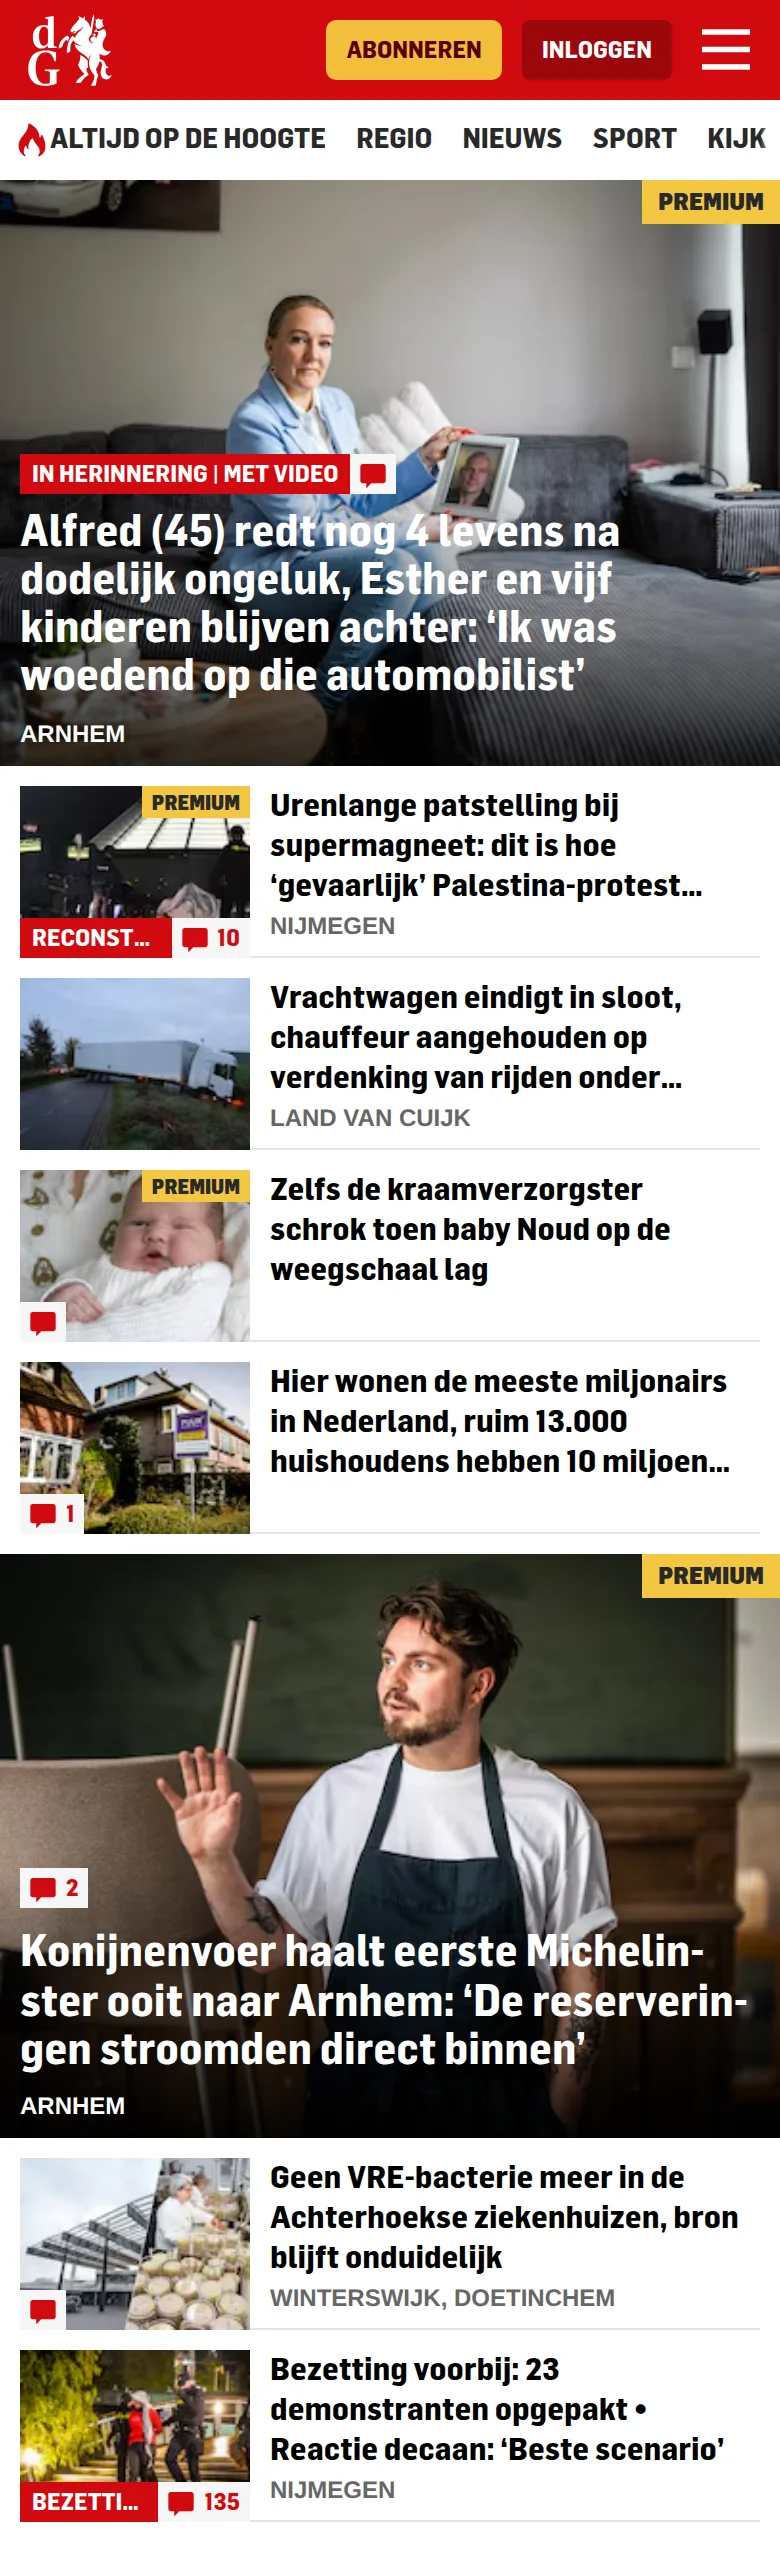 dG
ABONNEREN
INLOGGEN
ALTIJD OP DE HOOGTE
REGIO
NIEUWS
SPORT
KIJK
PREMIUM
IN HERINNERING | MET VIDEO
Alfred (45) redt nog 4 levens na
dodelijk ongeluk, Esther en vijf
kinderen blijven achter: ‘Ik was
woedend op die automobilist’
ARNHEM
PREMIUM
RECONST...
10
Urenlange patstelling bij
supermagneet: dit is hoe
‘gevaarlijk’ Palestina-protest...
NIJMEGEN
Vrachtwagen eindigt in sloot,
chauffeur aangehouden op
verdenking van rijden onder...
LAND VAN CUIJK
PREMIUM
Zelfs de kraamverzorgster
schrok toen baby Noud op de
weegschaal lag
1
Hier wonen de meeste miljonairs
in Nederland, ruim 13.000
huishoudens hebben 10 miljoen...
PREMIUM
2
Konijnenvoer haalt eerste Michelin-
ster ooit naar Arnhem: ‘De reserverin-
gen stroomden direct binnen’
ARNHEM
Geen VRE-bacterie meer in de
Achterhoekse ziekenhuizen, bron
blijft onduidelijk
WINTERSWIJK, DOETINCHEM
BEZETTI...
135
Bezetting voorbij: 23
demonstranten opgepakt •
Reactie decaan: ‘Beste scenario’
NIJMEGEN